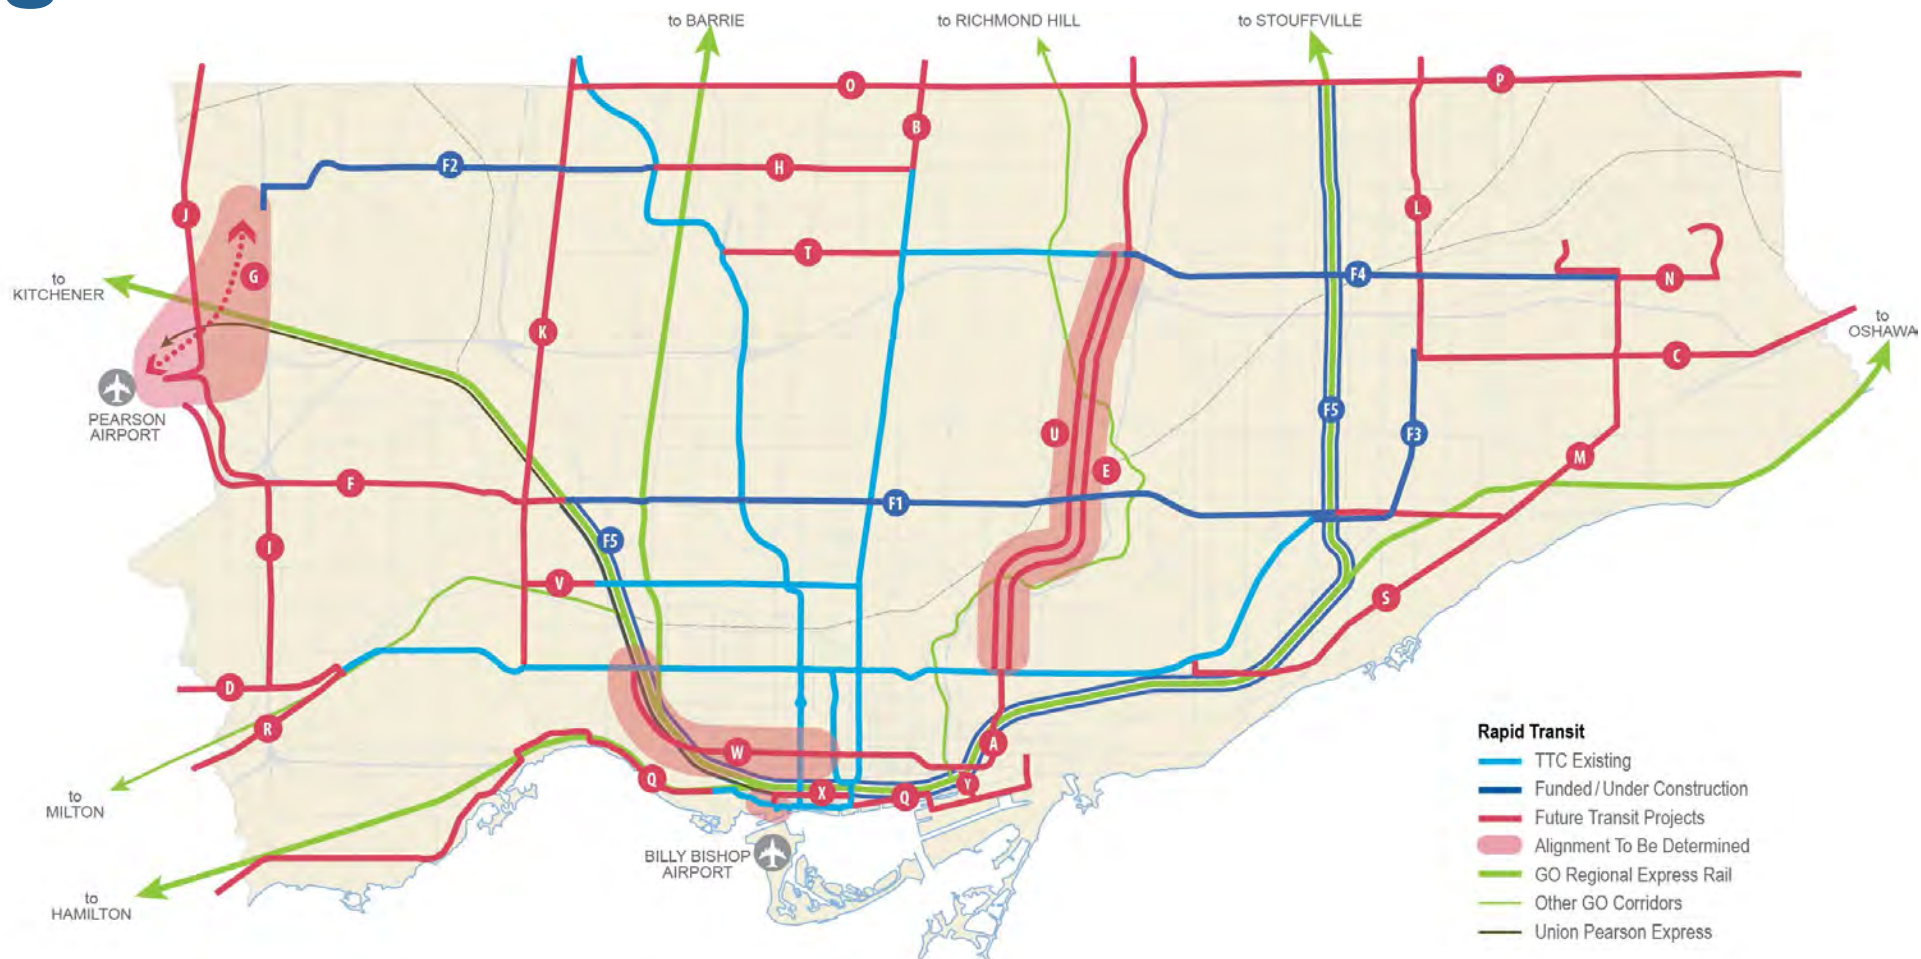 to BARRIE
to RICHMOND HILL
to STOUFFVILLE
O
P
B
F2
H
J
L
T
G
F4
N
to
KITCHENER
to
OSHAWA
K
C
PEARSON
AIRPORT
F5
U
F3
E
M
F
F1
F5
I
V
S
D
R
A
W
Q
X
Q
Y
to
MILTON
BILLY BISHOP
AIRPORT
to
HAMILTON
Rapid Transit
TTC Existing
Funded / Under Construction
Future Transit Projects
Alignment To Be Determined
GO Regional Express Rail
Other GO Corridors
Union Pearson Express